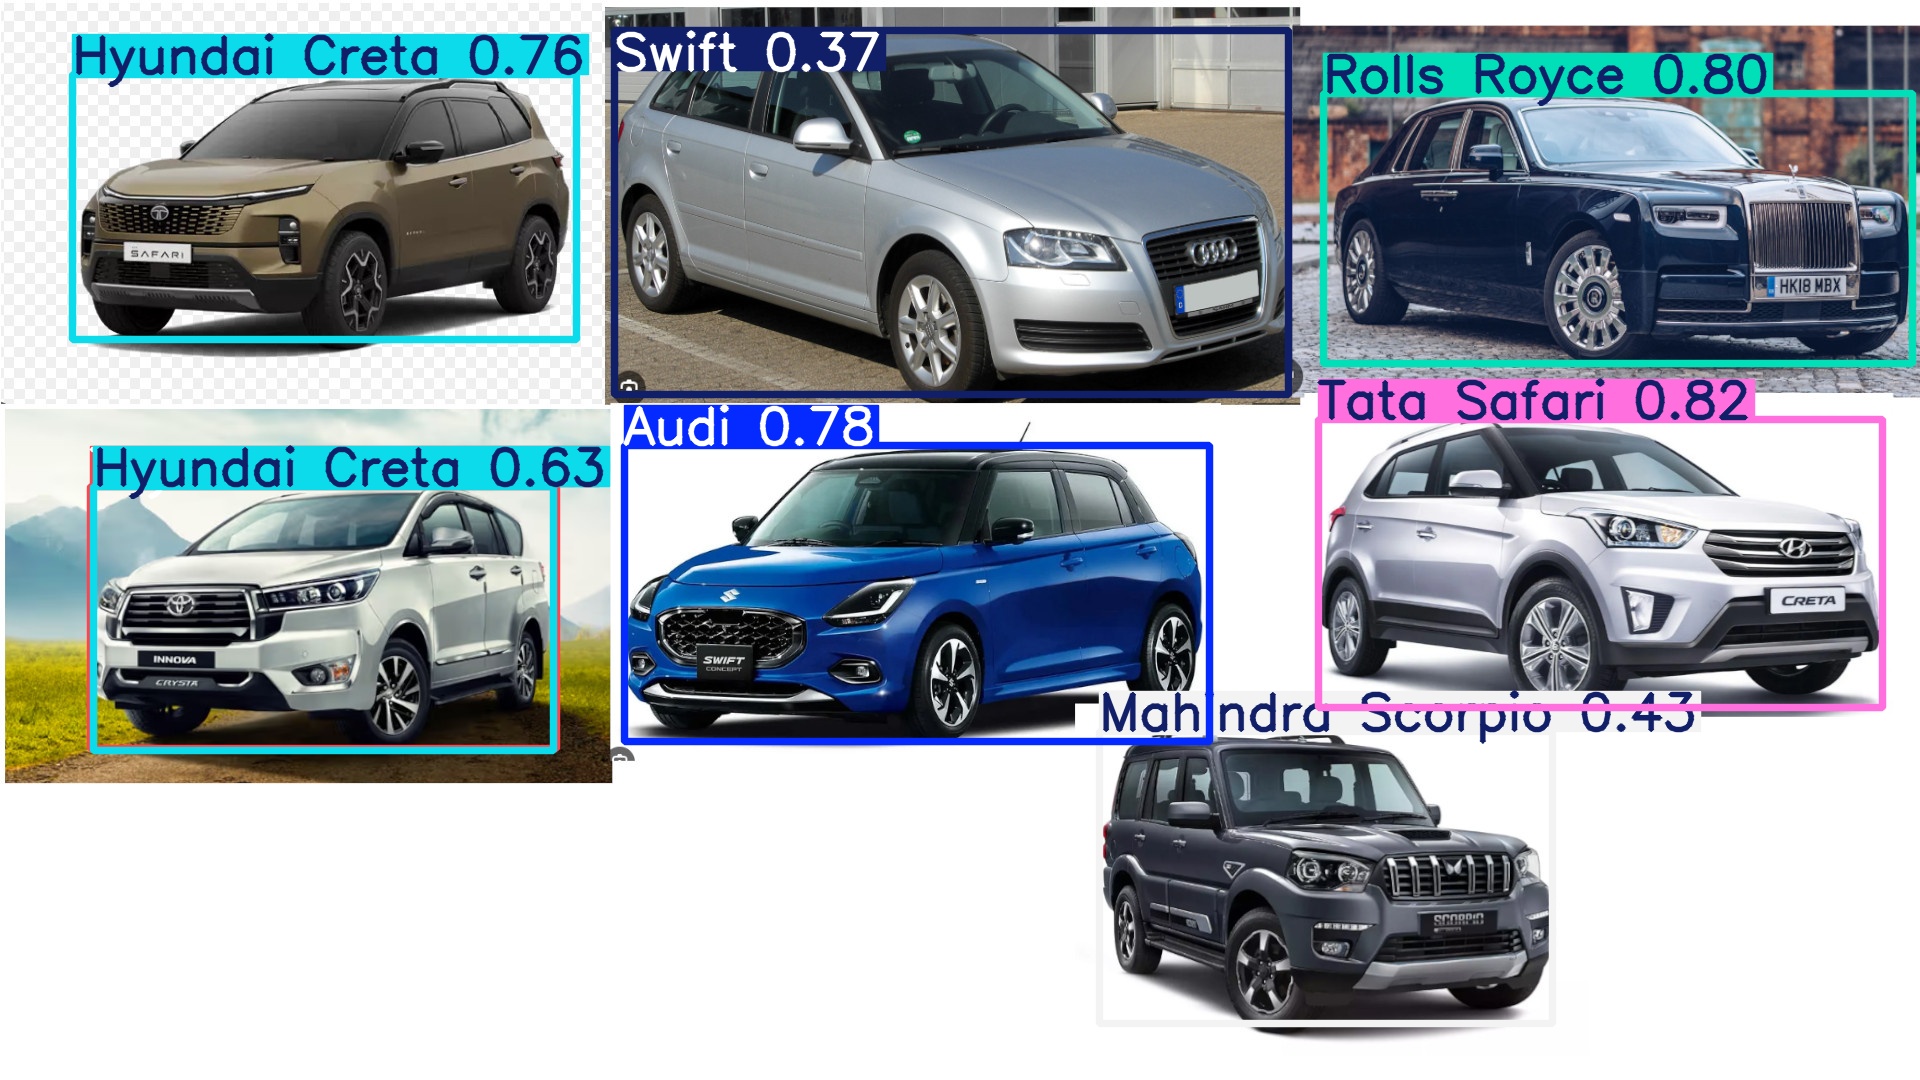 Hyundai Creta 0.76
Swift 0.37
Rolls Royce 0.80
SAFARI
HK18 MBX
Hyundai Creta 0.63
Audi 0.78
Tata Safari 0.82
INNOVA
CRYSTA
SWIFT
CONCEPT
CRETA
Mahindra Scorpio 0.43
SCORPIO